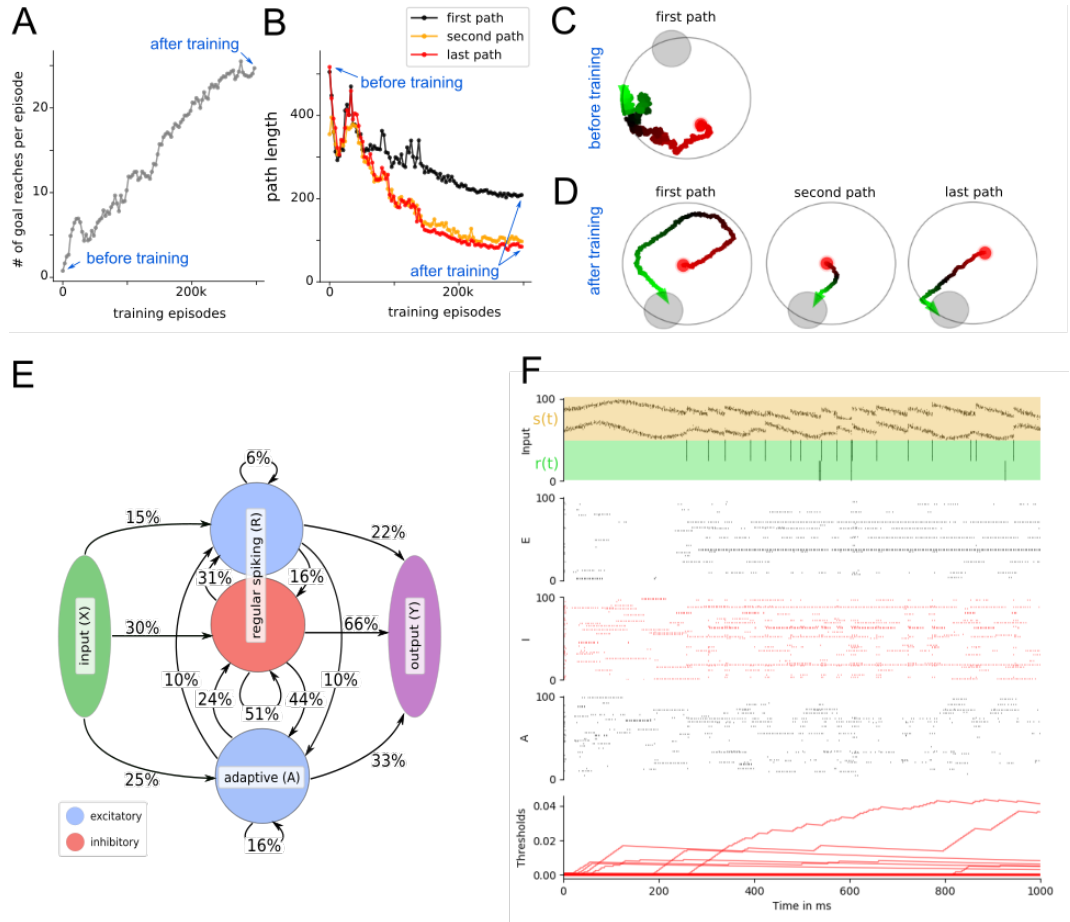 A
after training
# of goal reaches per episode
20
10
0
before training
0
200k
training episodes
B
first path
second path
last path
before training
path length
400
200
0
after training
0
200k
training episodes
C
first path
before training
D
first path
second path
last path
after training
E
6%
15%
22%
31%
16%
regular spiking (R)
input (X)
30%
66%
output (Y)
10%
24%
51%
44%
10%
25%
adaptive (A)
33%
16%
excitatory
inhibitory
F
100
s(t)
Input
r(t)
0
100
E
0
100
I
0
100
A
0
0.04
Thresholds
0.02
0.00
0
200
400
600
800
1000
Time in ms